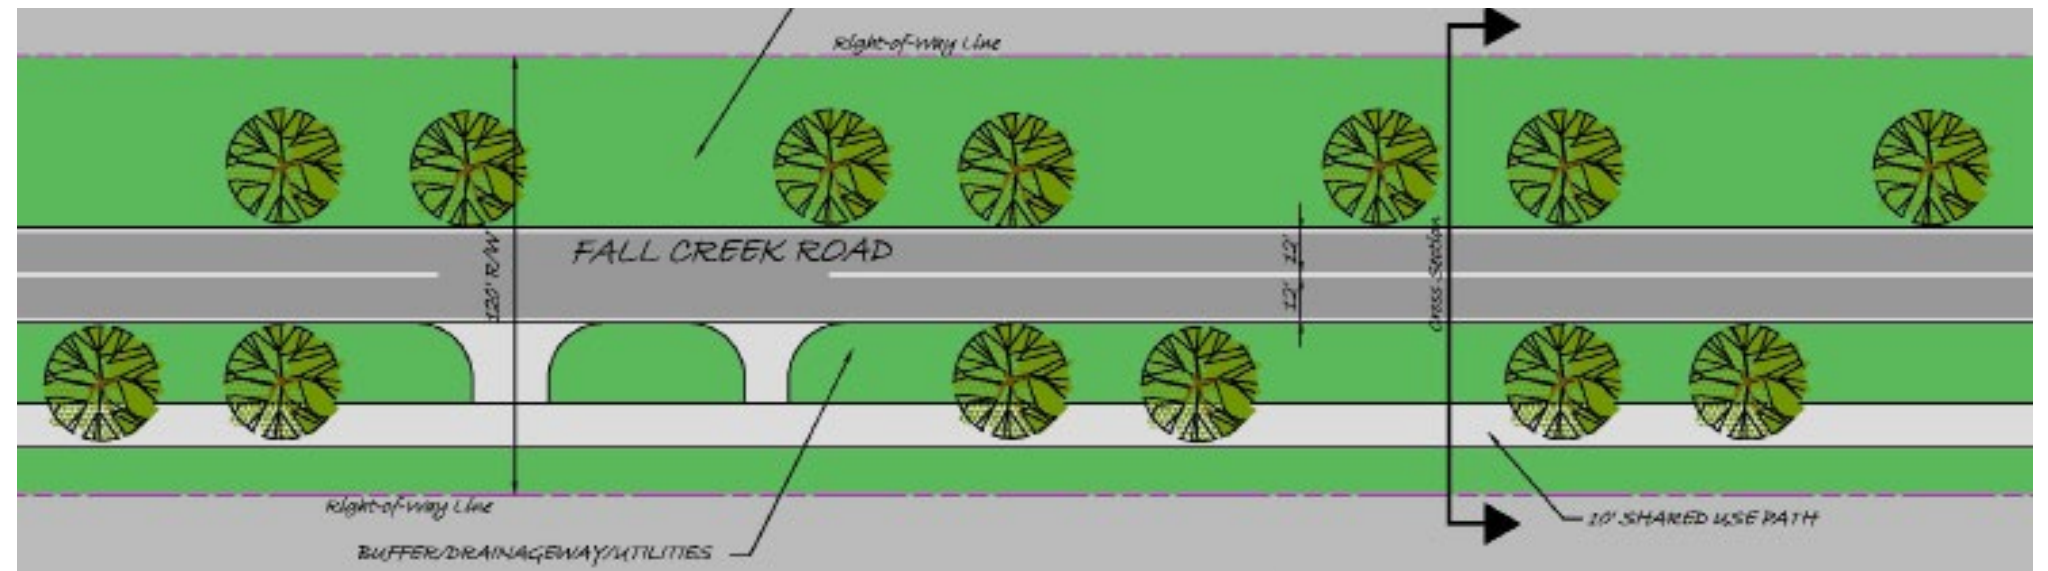 Right-of-Way Line
FALL CREEK ROAD
120' R/W
12'
12'
Cross Section
Right-of-Way Line
10' SHARED USE PATH
BUFFER/DRAINAGEWAY/UTILITIES